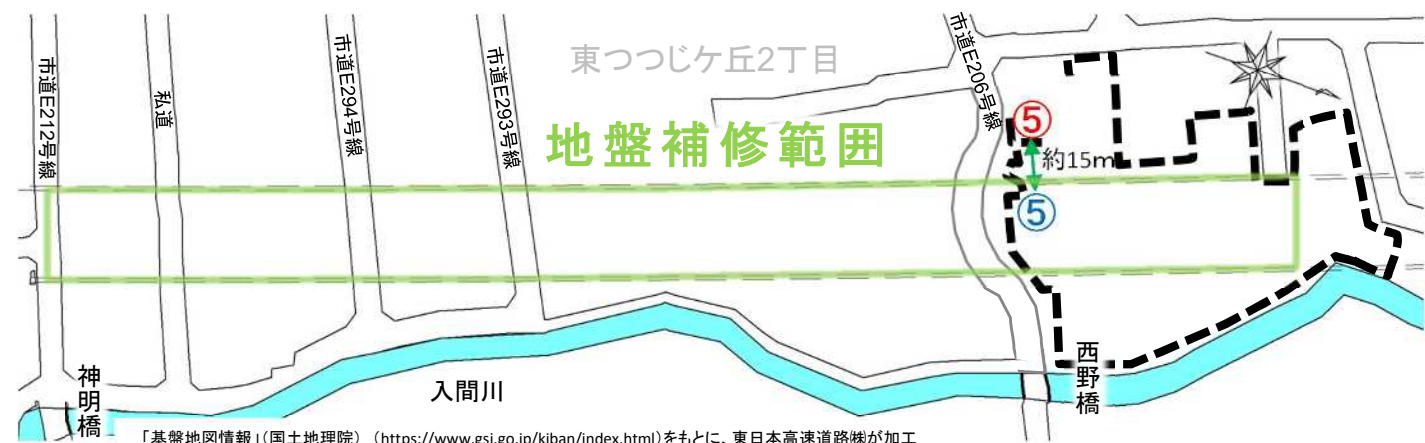 東つつじケ丘2丁目
市道E212号線
私道
市道E294号線
市道E293号線
市道E206号線
地盤補修範囲
⑤
約15m
⑤
入間川
神明橋
西野橋
「基盤地図情報」(国土地理院) (https://www.gsi.go.jp/kiban/index.html)をもとに、東日本高速道路㈱が加工